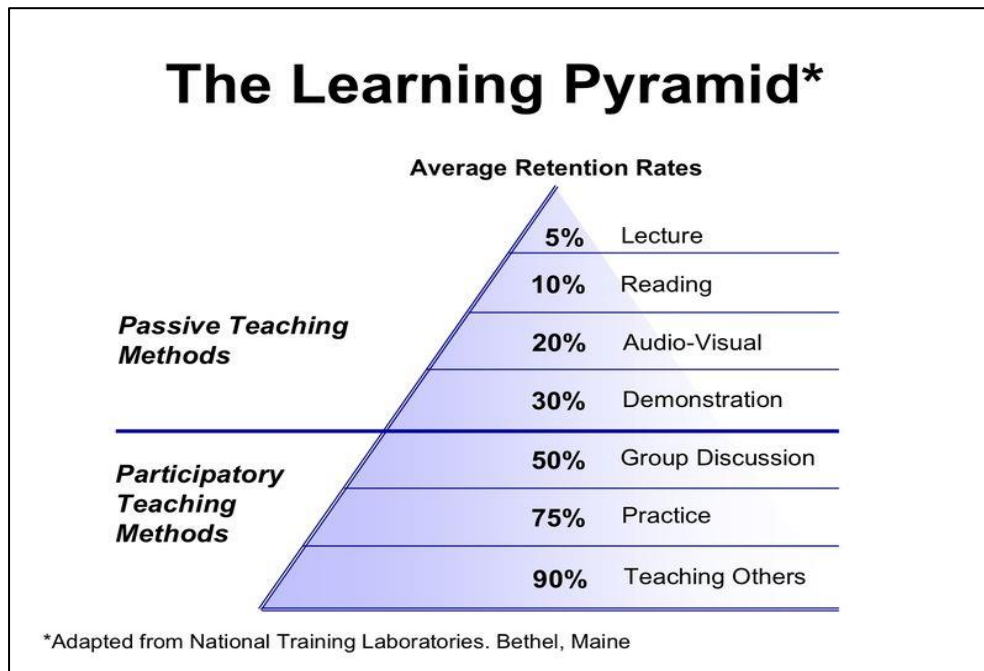 The Learning Pyramid*
Average Retention Rates
5% Lecture
10% Reading
Passive Teaching
Methods
20% Audio-Visual
30% Demonstration
Participatory
Teaching
Methods
50% Group Discussion
75% Practice
90% Teaching Others
*Adapted from National Training Laboratories. Bethel, Maine